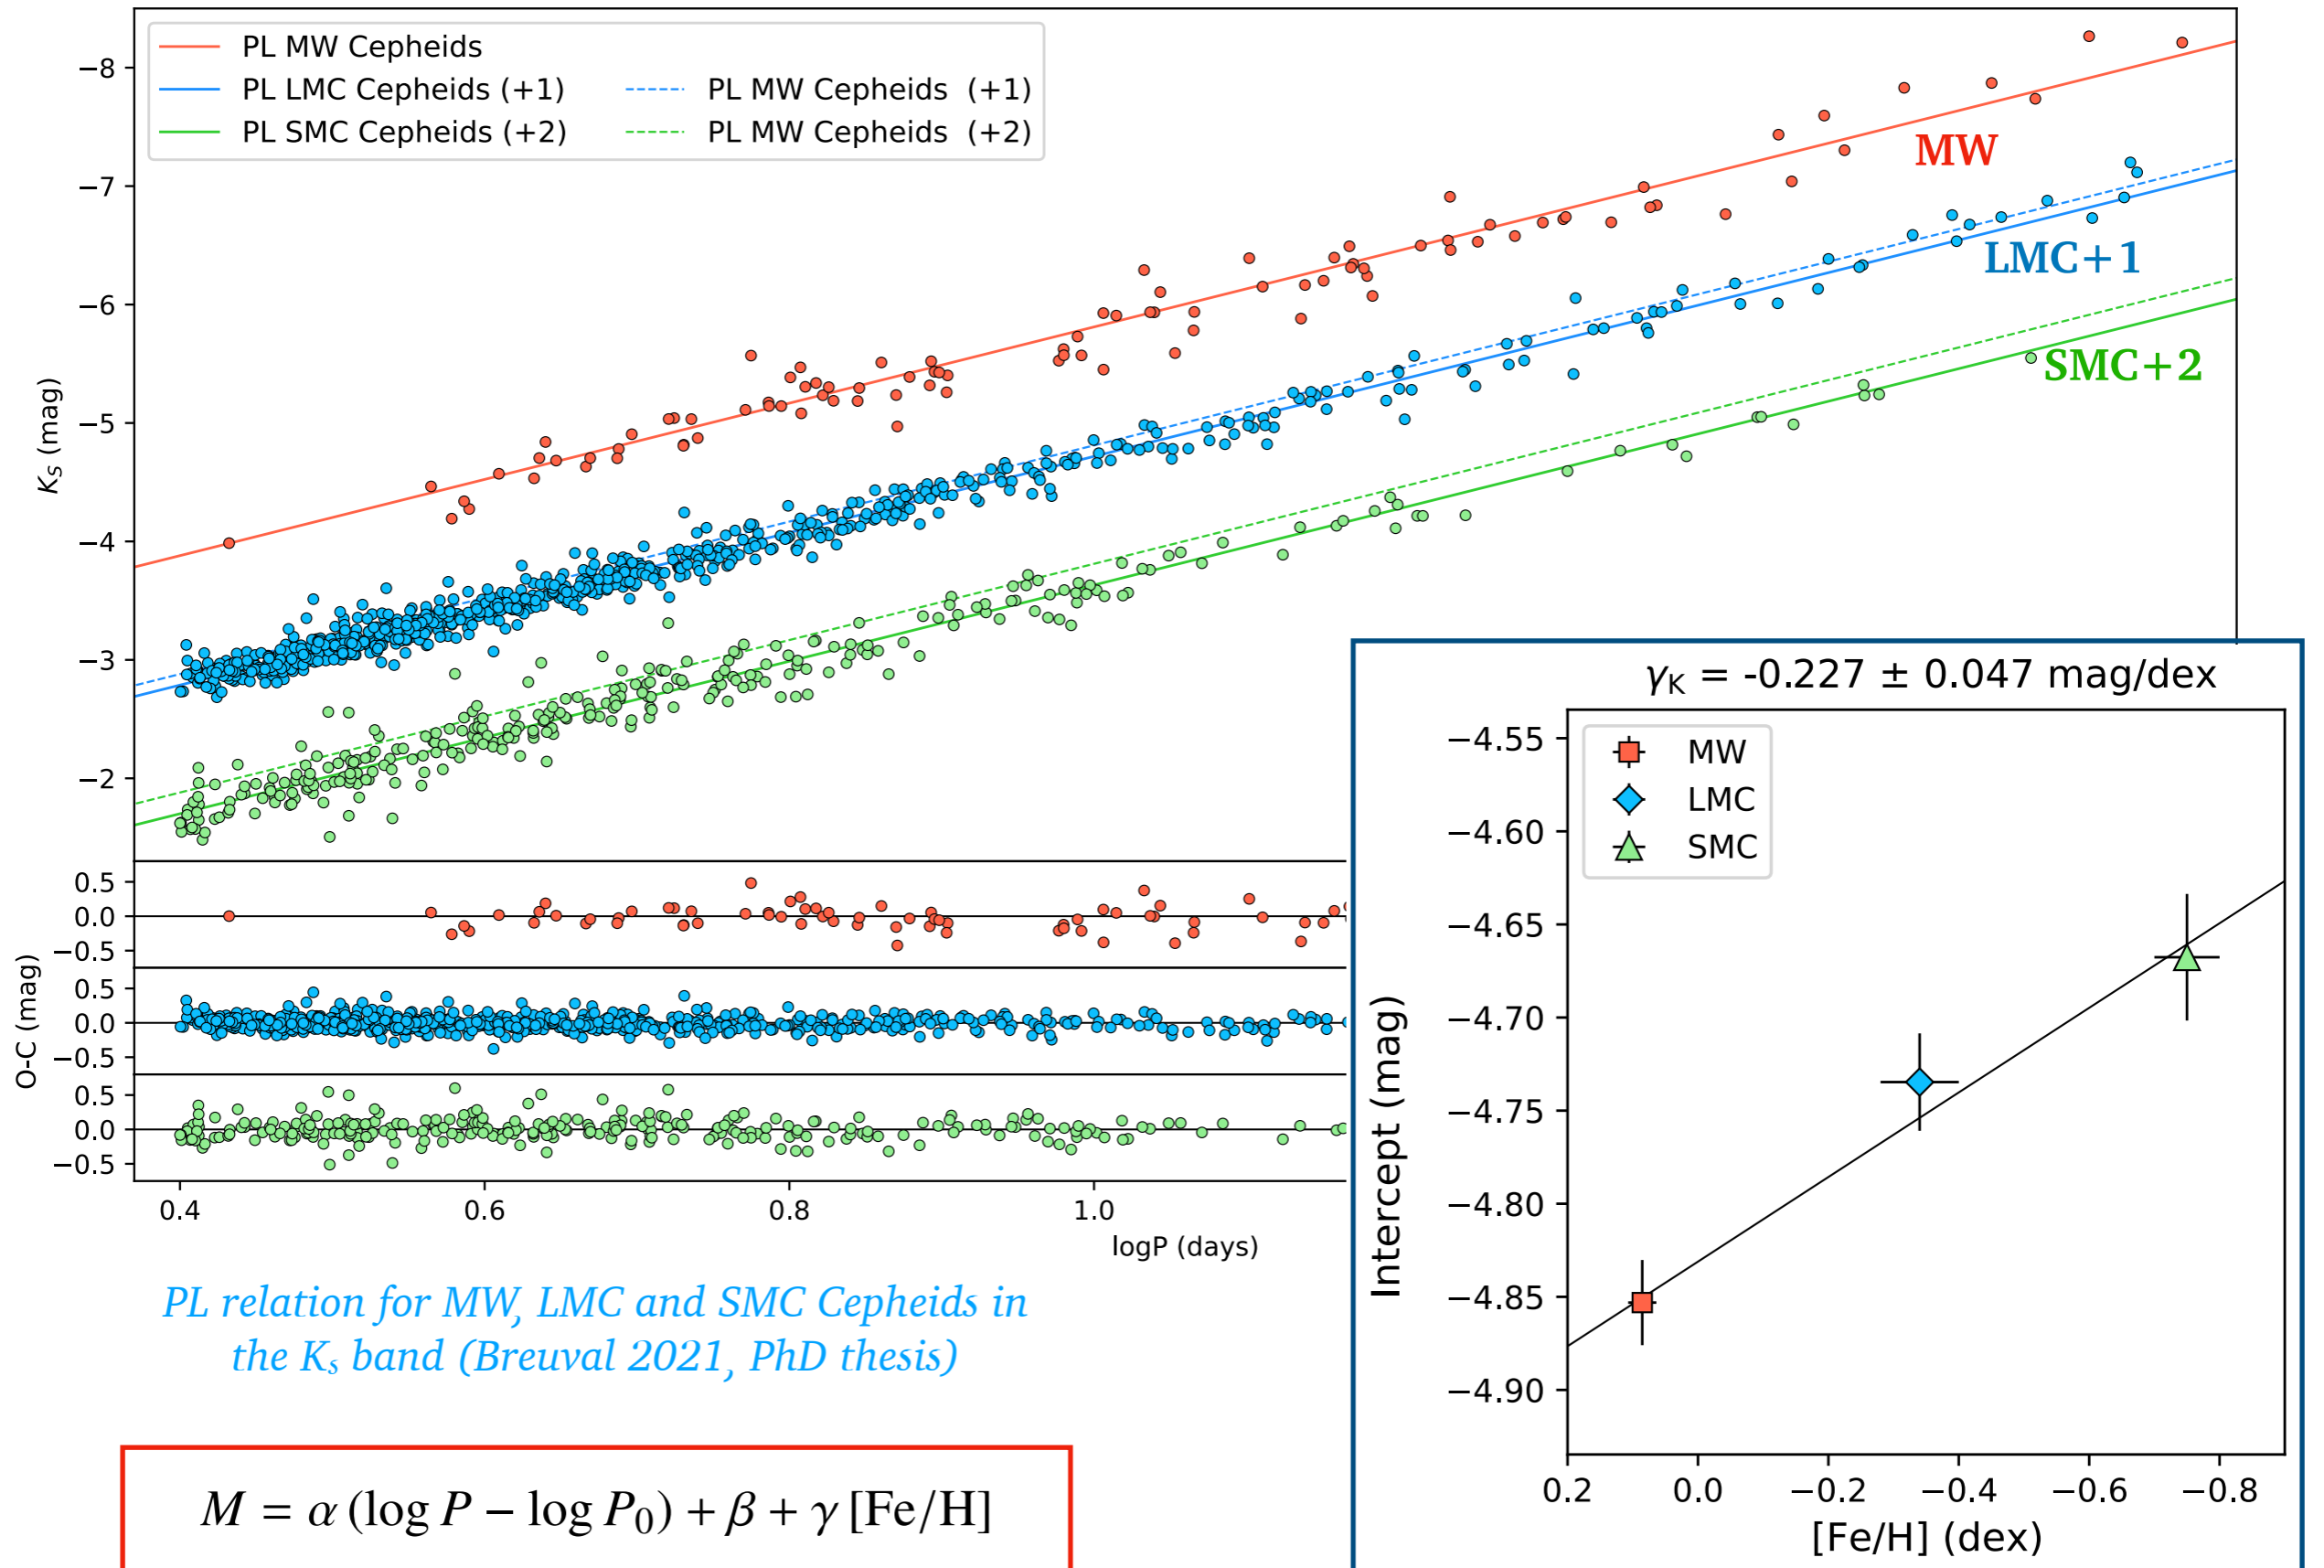 PL MW Cepheids
PL LMC Cepheids (+1)
PL SMC Cepheids (+2)
PL MW Cepheids (+1)
PL MW Cepheids (+2)
−8
−7
−6
−5
−4
−3
−2
K_S (mag)
MW
LMC+1
SMC+2
0.5
0.0
−0.5
0.5
0.0
−0.5
0.5
0.0
−0.5
O-C (mag)
0.4 0.6 0.8 1.0
logP (days)
γ_K = -0.227 ± 0.047 mag/dex
MW
LMC
SMC
−4.55
−4.60
−4.65
−4.70
−4.75
−4.80
−4.85
−4.90
Intercept (mag)
0.2 0.0 −0.2 −0.4 −0.6 −0.8
[Fe/H] (dex)
PL relation for MW, LMC and SMC Cepheids in
the K_s band (Breuval 2021, PhD thesis)
M = α (log P − log P_0) + β + γ [Fe/H]